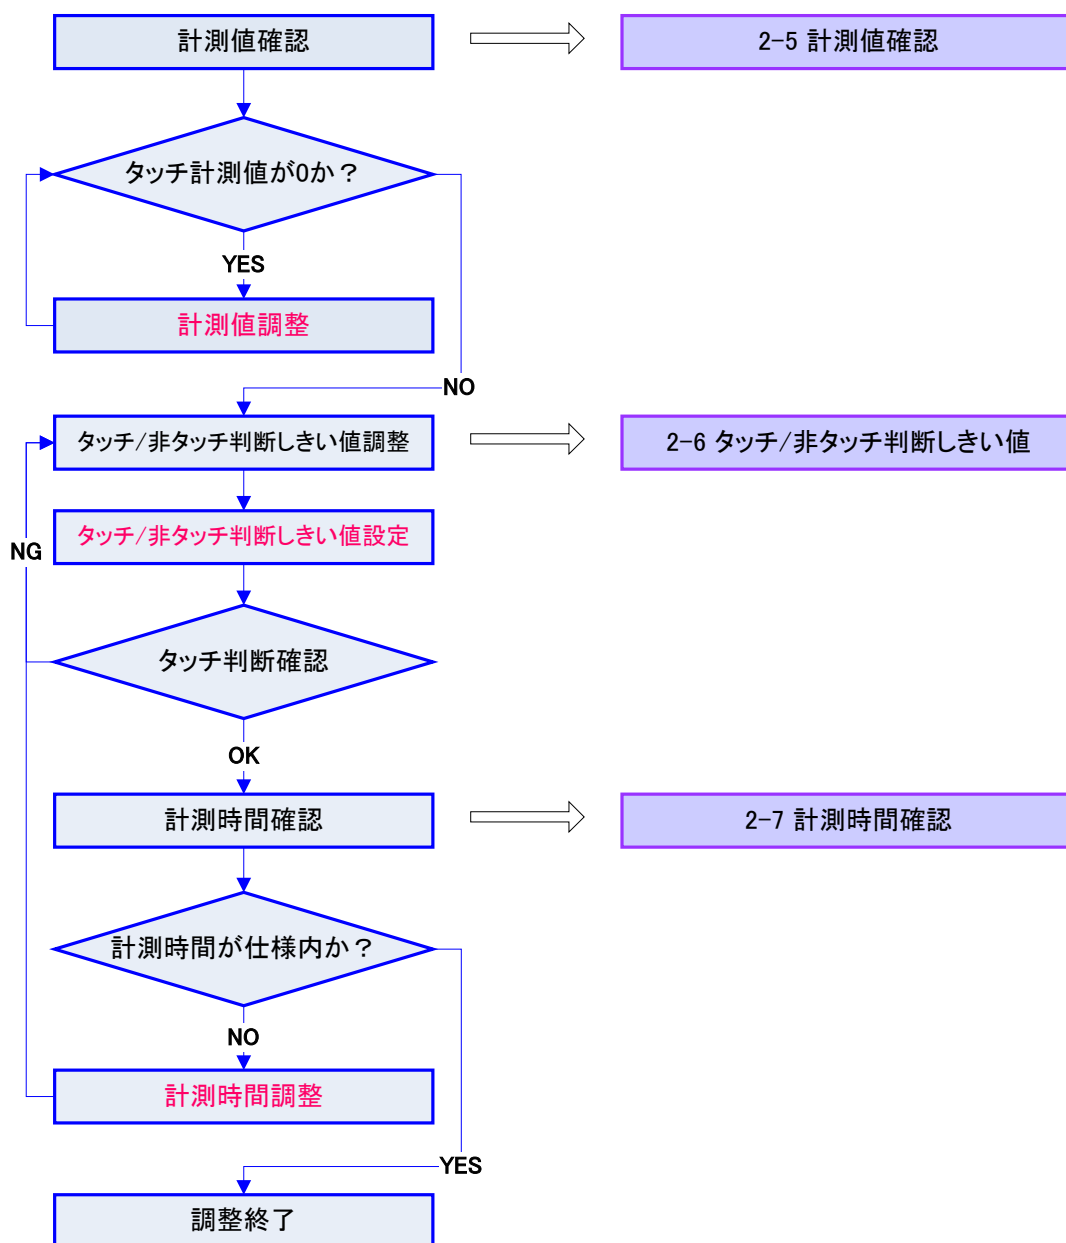 計測値確認
2-5 計測値確認
タッチ計測値が0か？
YES
計測値調整
NO
タッチ/非タッチ判断しきい値調整
2-6 タッチ/非タッチ判断しきい値
タッチ/非タッチ判断しきい値設定
NG
タッチ判断確認
OK
計測時間確認
2-7 計測時間確認
計測時間が仕様内か？
NO
計測時間調整
YES
調整終了